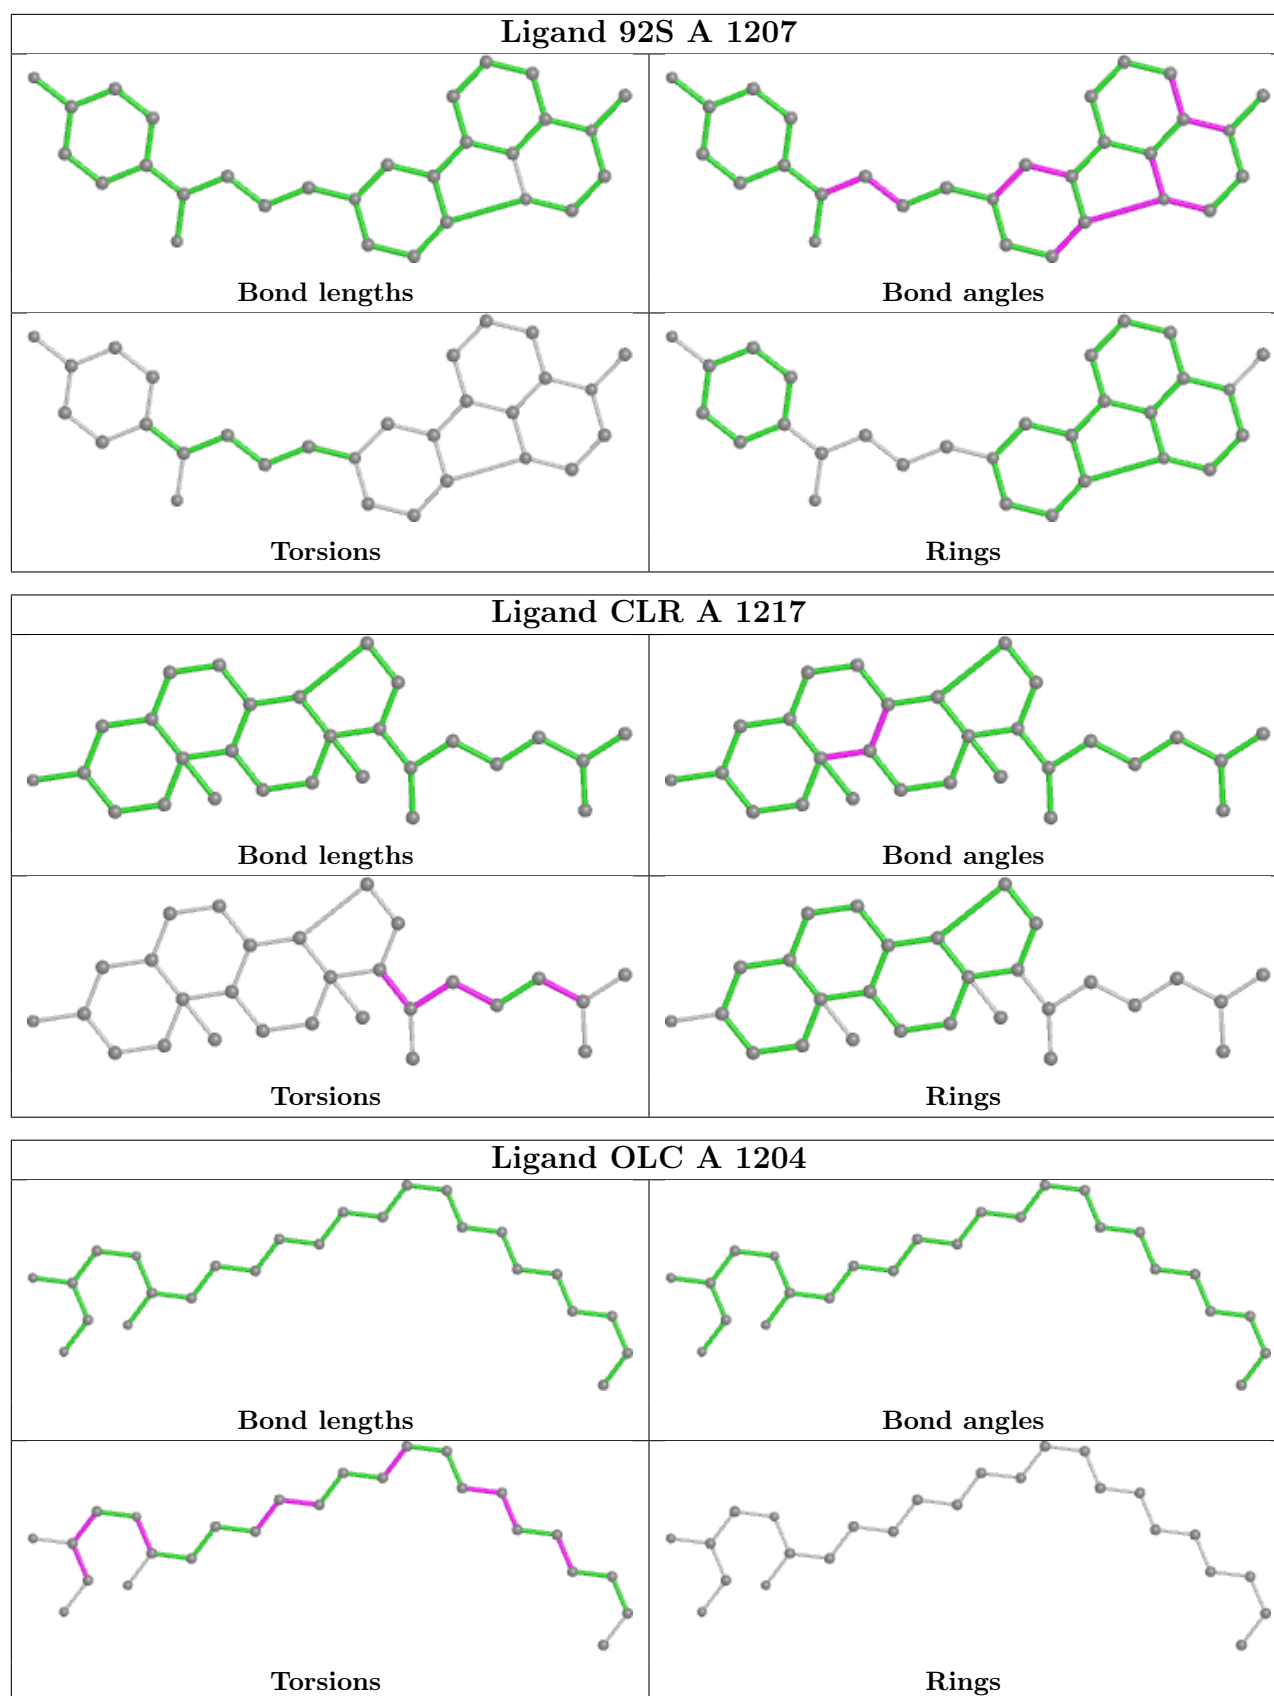 Ligand 92S A 1207
Bond lengths
Bond angles
Torsions
Rings
Ligand CLR A 1217
Bond lengths
Bond angles
Torsions
Rings
Ligand OLC A 1204
Bond lengths
Bond angles
Torsions
Rings